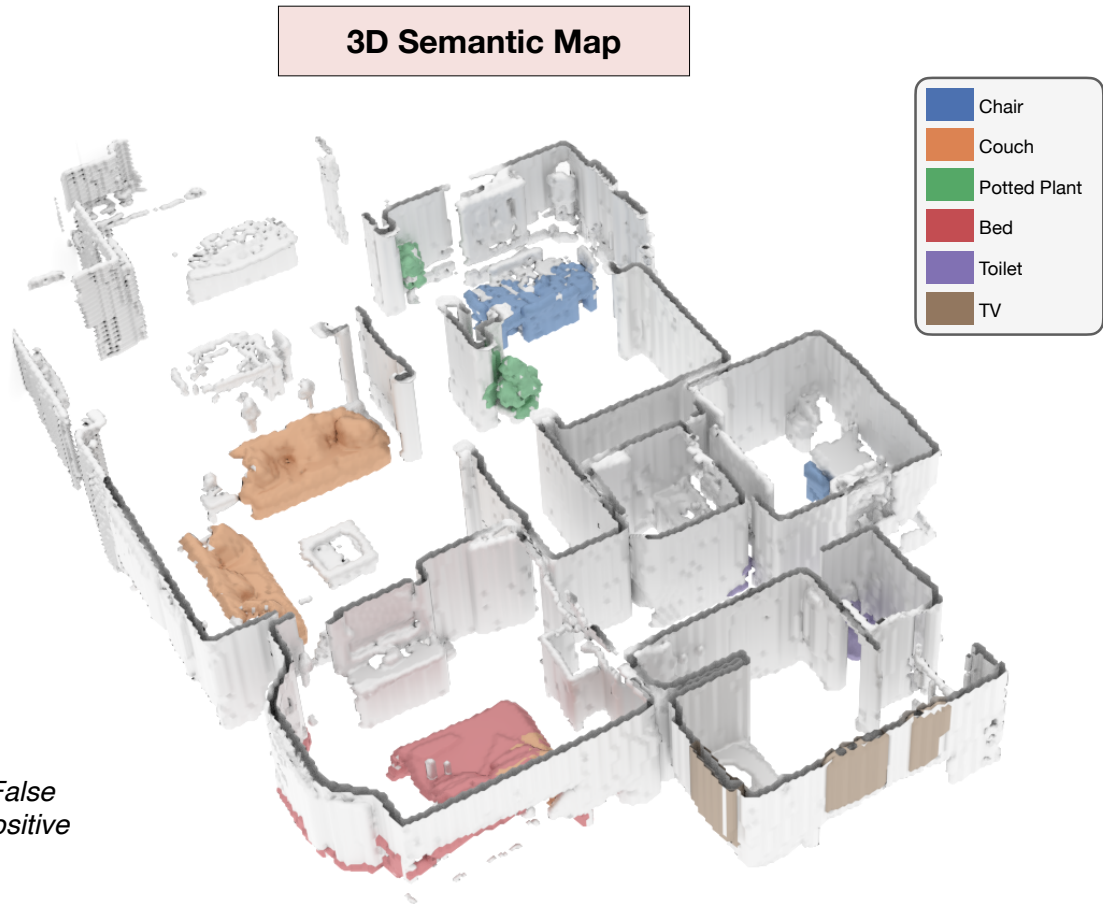 3D Semantic Map
Chair
Couch
Potted Plant
Bed
Toilet
TV
False
ositive